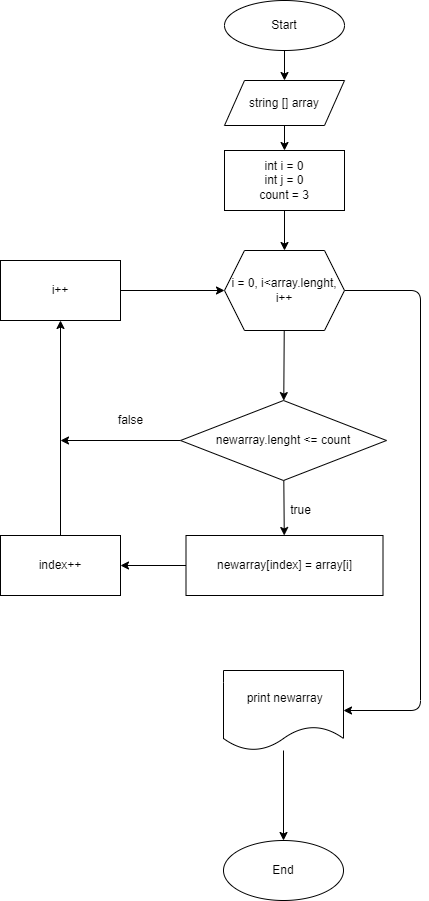 Start
string [] array
int i = 0
int j = 0
count = 3
i = 0, i<array.lenght,
i++
i++
false
newarray.lenght <= count
true
index++
newarray[index] = array[i]
print newarray
End